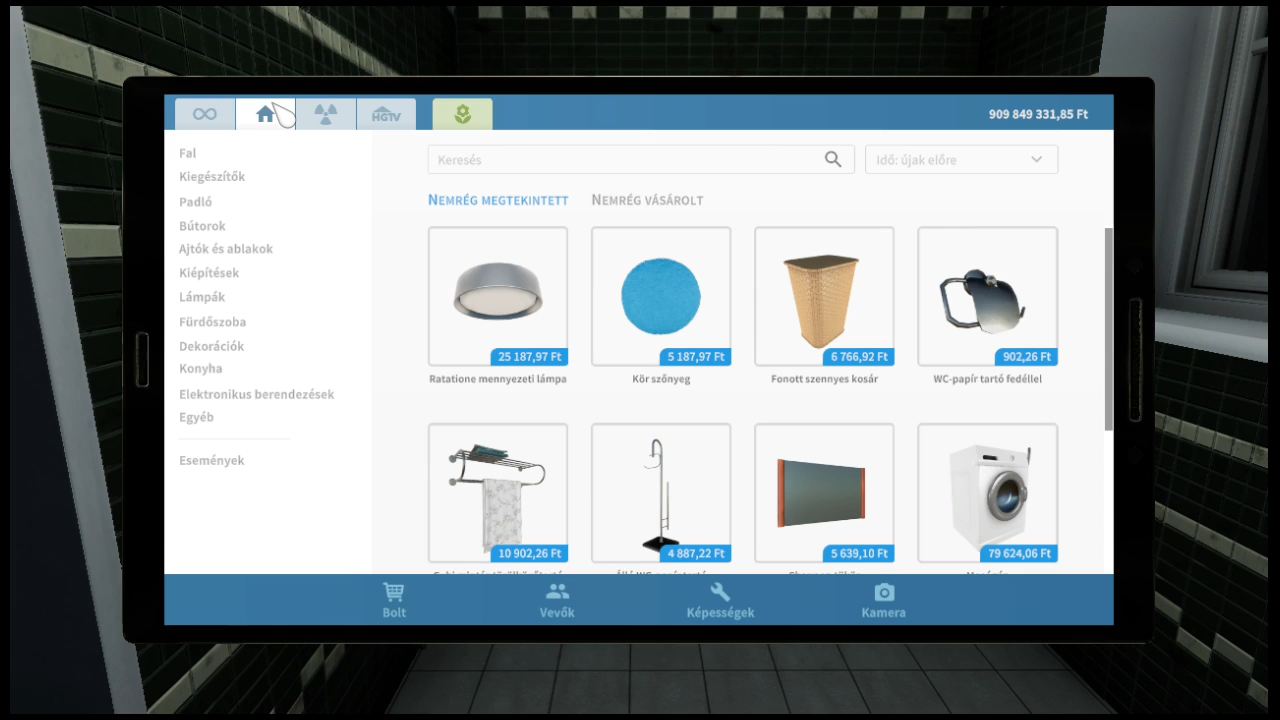 HGTV
909 849 331,85 Ft
Fal
Kiegészítők
Padló
Bútorok
Ajtók és ablakok
Kiépítések
Lámpák
Fürdőszoba
Dekorációk
Konyha
Elektronikus berendezések
Egyéb
Események
Keresés
Idő: újak előre
NEMRÉG MEGTEKINTETT
NEMRÉG VÁSÁROLT
25 187,97 Ft
5 187,97 Ft
6 766,92 Ft
902,26 Ft
Ratatione mennyezeti lámpa
Kör szőnyeg
Fonott szennyes kosár
WC-papír tartó fedéllel
10 902,26 Ft
4 887,22 Ft
5 639,10 Ft
79 624,06 Ft
Bolt
Vevők
Képességek
Kamera